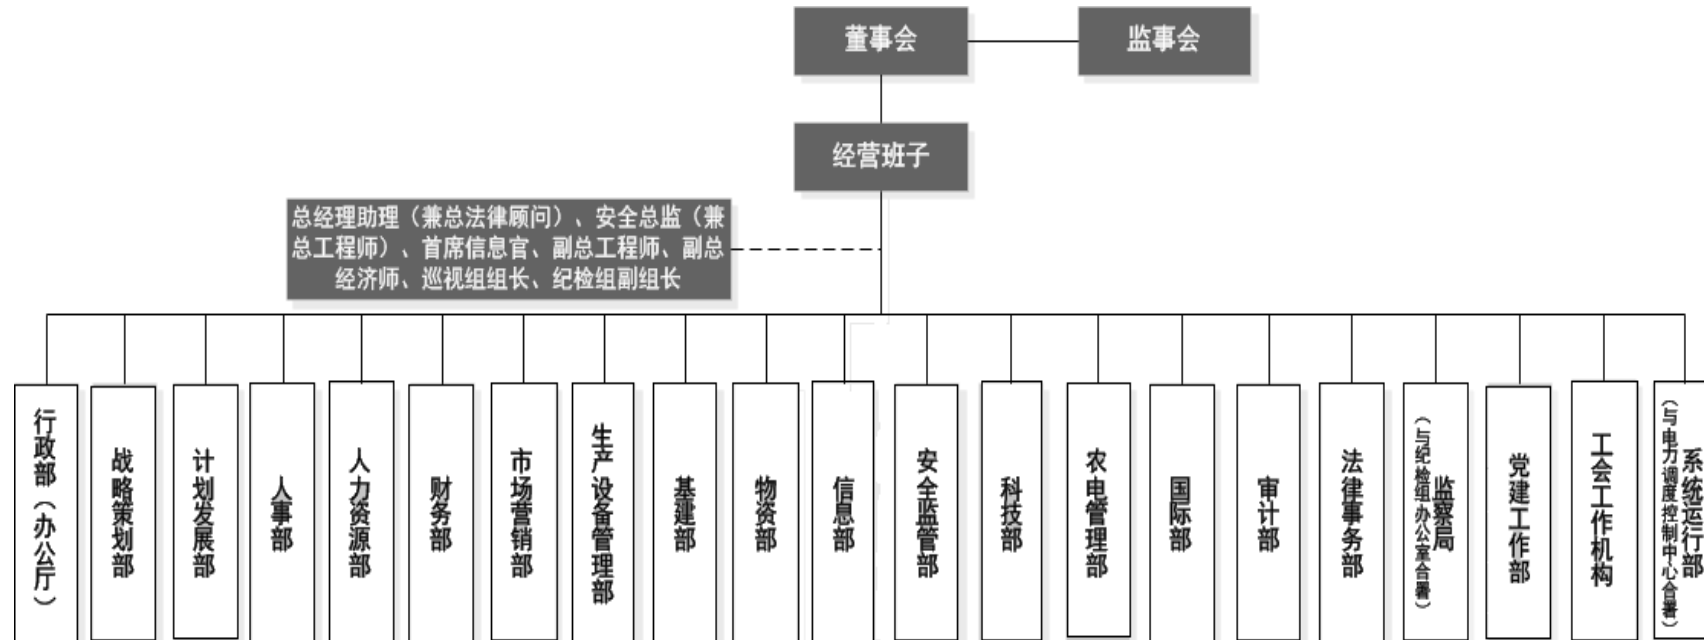 董事会
监事会
经营班子
总经理助理（兼总法律顾问）、安全总监（兼
总工程师）、首席信息官、副总工程师、副总
经济师、巡视组组长、纪检组副组长
行政部（办公厅）
战略策划部
计划发展部
人事部
人力资源部
财务部
市场营销部
生产设备管理部
基建部
物资部
信息部
安全监管部
科技部
农电管理部
国际部
审计部
法律事务部
监察局
（与纪检组办公室合署）
党建工作部
工会工作机构
系统运行部
（与电力调度控制中心合署）